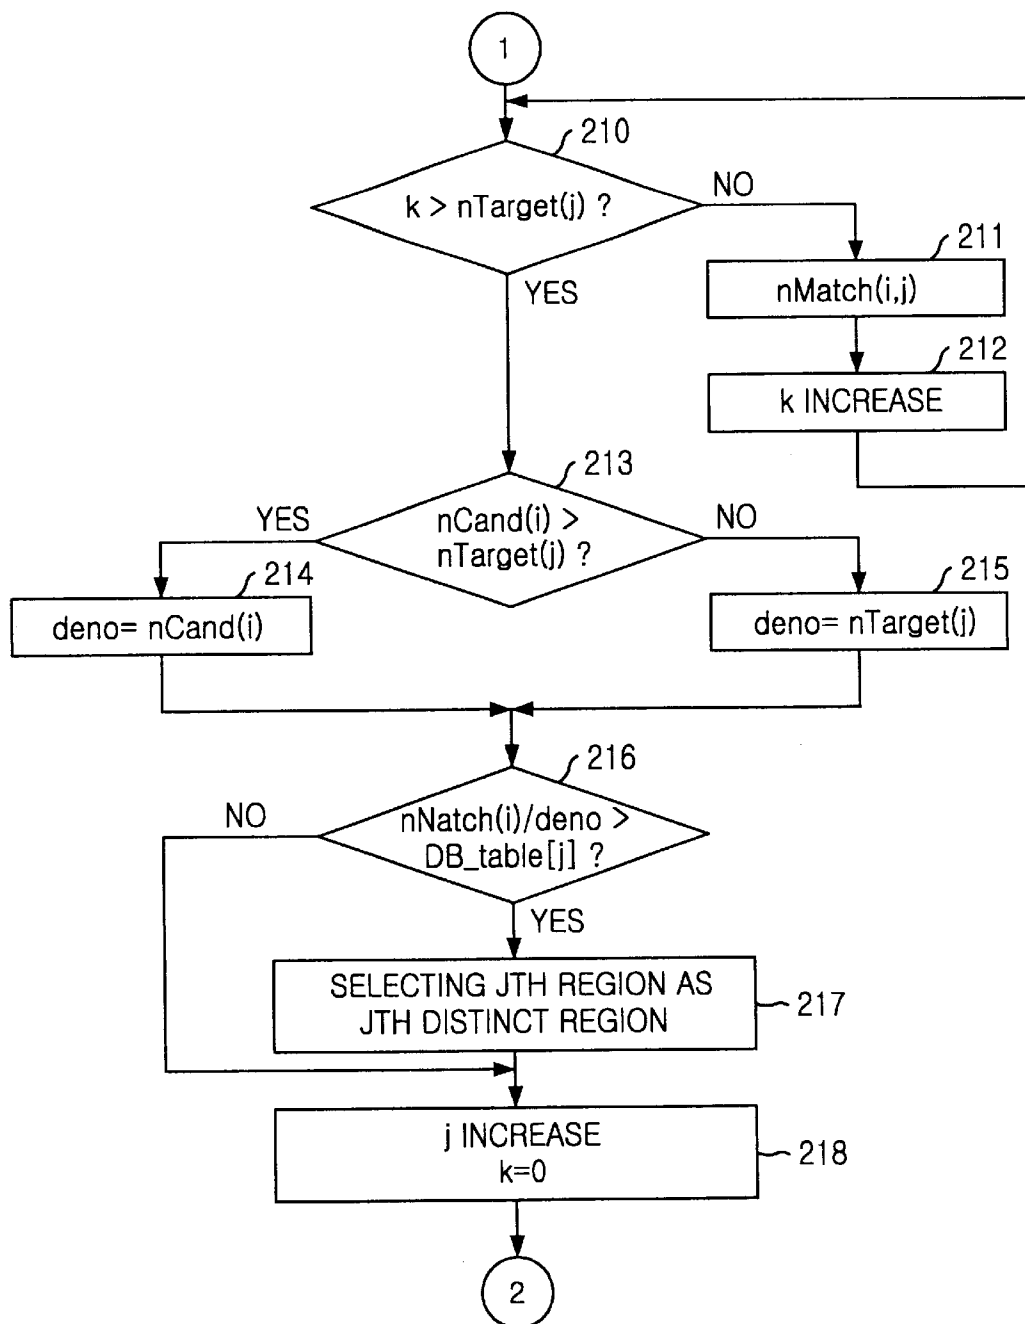 1
210
k > nTarget(j) ?
NO
211
nMatch(i,j)
YES
212
k INCREASE
213
YES
nCand(i) >
nTarget(j) ?
NO
214
deno= nCand(i)
215
deno= nTarget(j)
216
NO
nNatch(i)/deno >
DB_table[j] ?
YES
SELECTING JTH REGION AS
JTH DISTINCT REGION
217
j INCREASE
k=0
218
2